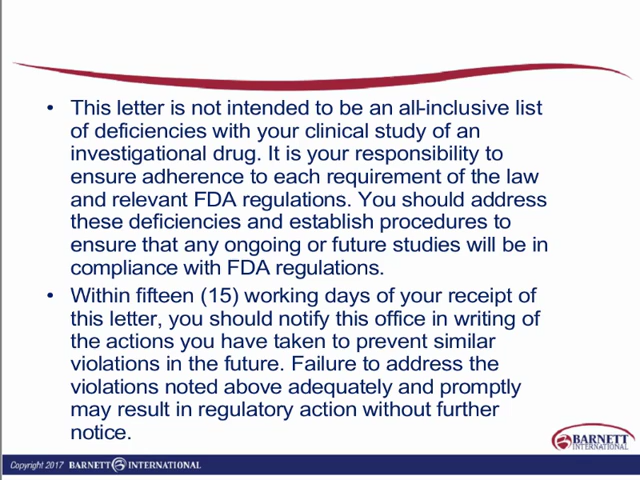 • This letter is not intended to be an all-inclusive list
of deficiencies with your clinical study of an
investigational drug. It is your responsibility to
ensure adherence to each requirement of the law
and relevant FDA regulations. You should address
these deficiencies and establish procedures to
ensure that any ongoing or future studies will be in
compliance with FDA regulations.
• Within fifteen (15) working days of your receipt of
this letter, you should notify this office in writing of
the actions you have taken to prevent similar
violations in the future. Failure to address the
violations noted above adequately and promptly
may result in regulatory action without further
notice.
BARNETT
INTERNATIONAL
Copyright 2017 BARNETT INTERNATIONAL